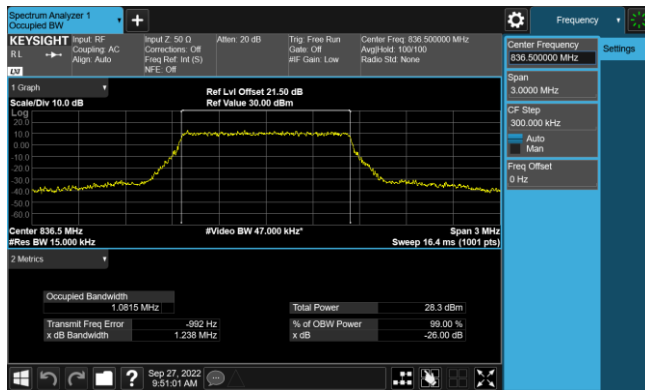 Spectrum Analyzer 1
Occupied BW
Frequency
KEYSIGHT
R L
LXI
Input: RF
Coupling: AC
Align: Auto
Input Z: 50 Ω
Corrections: Off
Freq Ref: Int (S)
NFE: Off
Atten: 20 dB
Trig: Free Run
Gate: Off
#IF Gain: Low
Center Freq: 836.500000 MHz
Avg|Hold: 100/100
Radio Std: None
Center Frequency
836.500000 MHz
Settings
Span
3.0000 MHz
CF Step
300.000 kHz
Auto
Man
Freq Offset
0 Hz
1 Graph
Scale/Div 10.0 dB
Ref Lvl Offset 21.50 dB
Ref Value 30.00 dBm
Log
20.0
10.0
0.00
-10.0
-20.0
-30.0
-40.0
-50.0
-60.0
Center 836.5 MHz
#Res BW 15.000 kHz
#Video BW 47.000 kHz*
Span 3 MHz
Sweep 16.4 ms (1001 pts)
2 Metrics
Occupied Bandwidth
1.0815 MHz
Total Power 28.3 dBm
Transmit Freq Error -992 Hz
% of OBW Power 99.00 %
x dB Bandwidth 1.238 MHz
x dB -26.00 dB
Sep 27, 2022
9:51:01 AM